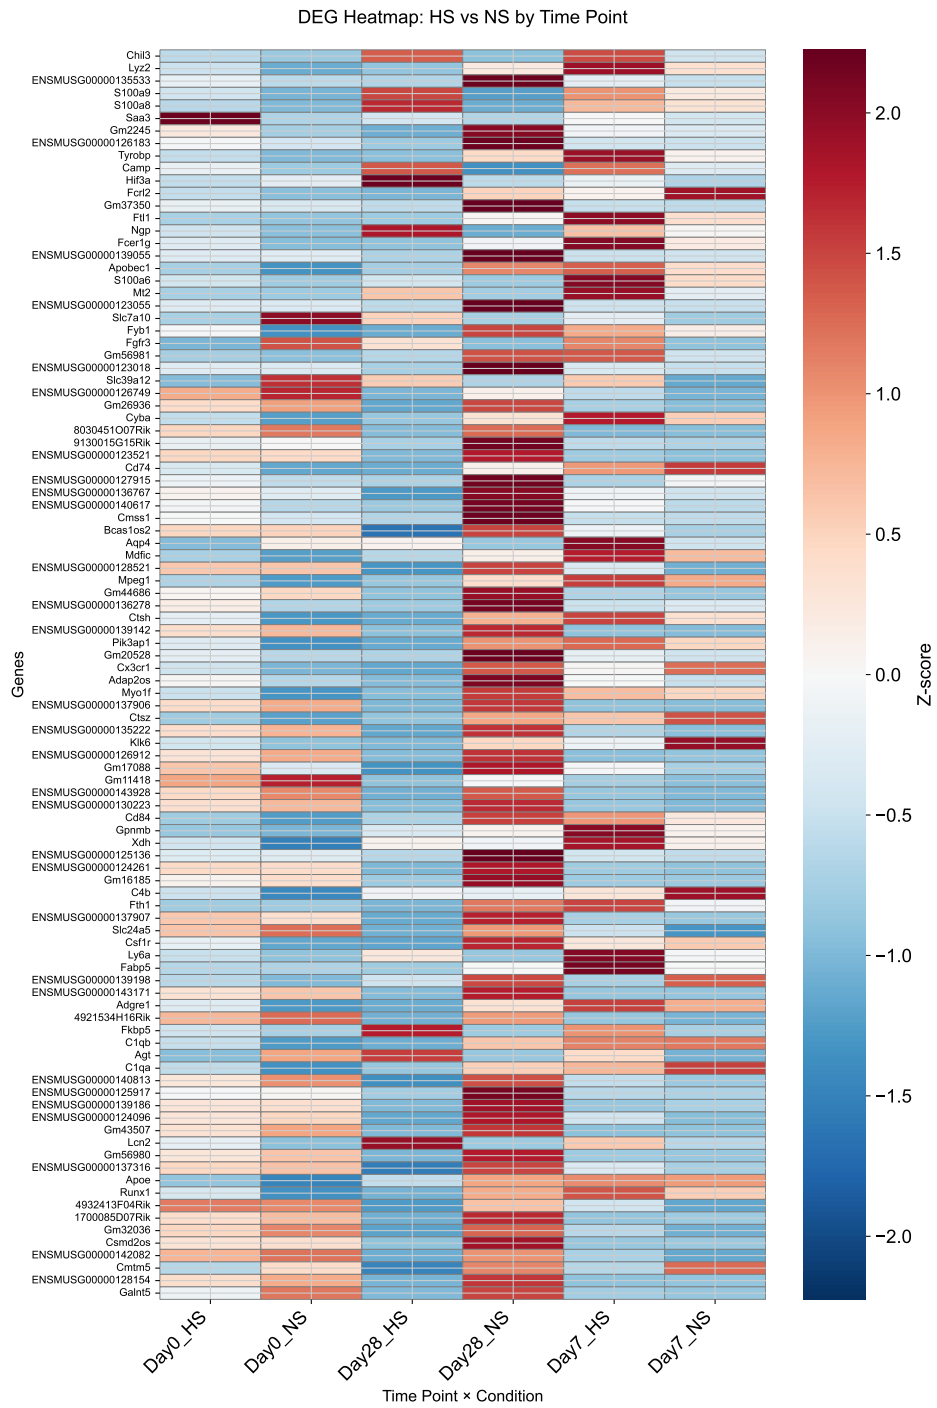 DEG Heatmap: HS vs NS by Time Point
Chil3
Lyz2
ENSMUSG00000135533
S100a9
S100a8
Saa3
Gm2245
ENSMUSG00000126183
Tyrobp
Camp
Hif3a
Fcrl2
Gm37350
Ftl1
Ngp
Fcer1g
ENSMUSG00000139055
Apobec1
S100a6
Mt2
ENSMUSG00000123055
Slc7a10
Fyb1
Fgfr3
Gm56981
ENSMUSG00000123018
Slc39a12
ENSMUSG00000126749
Gm26936
Cyba
8030451O07Rik
9130015G15Rik
ENSMUSG00000123521
Cd74
ENSMUSG00000127915
ENSMUSG00000136767
ENSMUSG00000140617
Cmss1
Bcas1os2
Aqp4
Mdfic
ENSMUSG00000128521
Mpeg1
Gm44686
ENSMUSG00000136278
Ctsh
ENSMUSG00000139142
Pik3ap1
Gm20528
Cx3cr1
Adap2os
Myo1f
ENSMUSG00000137906
Ctsz
ENSMUSG00000135222
Klk6
ENSMUSG00000126912
Gm17088
Gm11418
ENSMUSG00000143928
ENSMUSG00000130223
Cd84
Gpnmb
Xdh
ENSMUSG00000125136
ENSMUSG00000124261
Gm16185
C4b
Fth1
ENSMUSG00000137907
Slc24a5
Csf1r
Ly6a
Fabp5
ENSMUSG00000139198
ENSMUSG00000143171
Adgre1
4921534H16Rik
Fkbp5
C1qb
Agt
C1qa
ENSMUSG00000140813
ENSMUSG00000125917
ENSMUSG00000139186
ENSMUSG00000124096
Gm43507
Lcn2
Gm56980
ENSMUSG00000137316
Apoe
Runx1
4932413F04Rik
1700085D07Rik
Gm32036
Csmd2os
ENSMUSG00000142082
Cmtm5
ENSMUSG00000128154
Galnt5
Genes
Day0_HS
Day0_NS
Day28_HS
Day28_NS
Day7_HS
Day7_NS
Time Point × Condition
2.0
1.5
1.0
0.5
0.0
−0.5
−1.0
−1.5
−2.0
Z-score